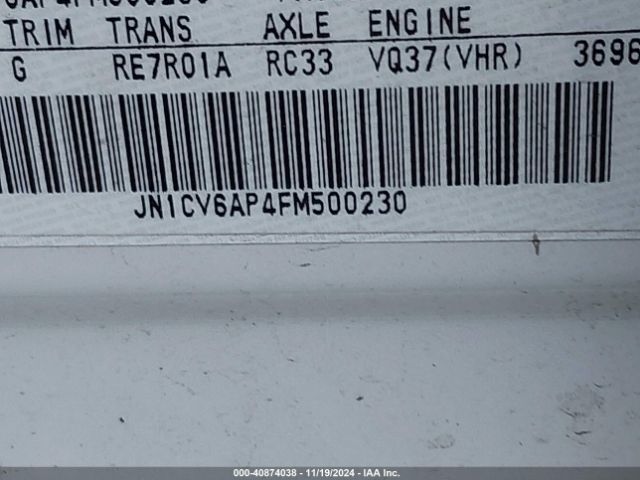 TRIM TRANS AXLE ENGINE
G RE7R01A RC33 VQ37(VHR) 3696
JN1CV6AP4FM500230
000-40874038 - 11/19/2024 - IAA Inc.